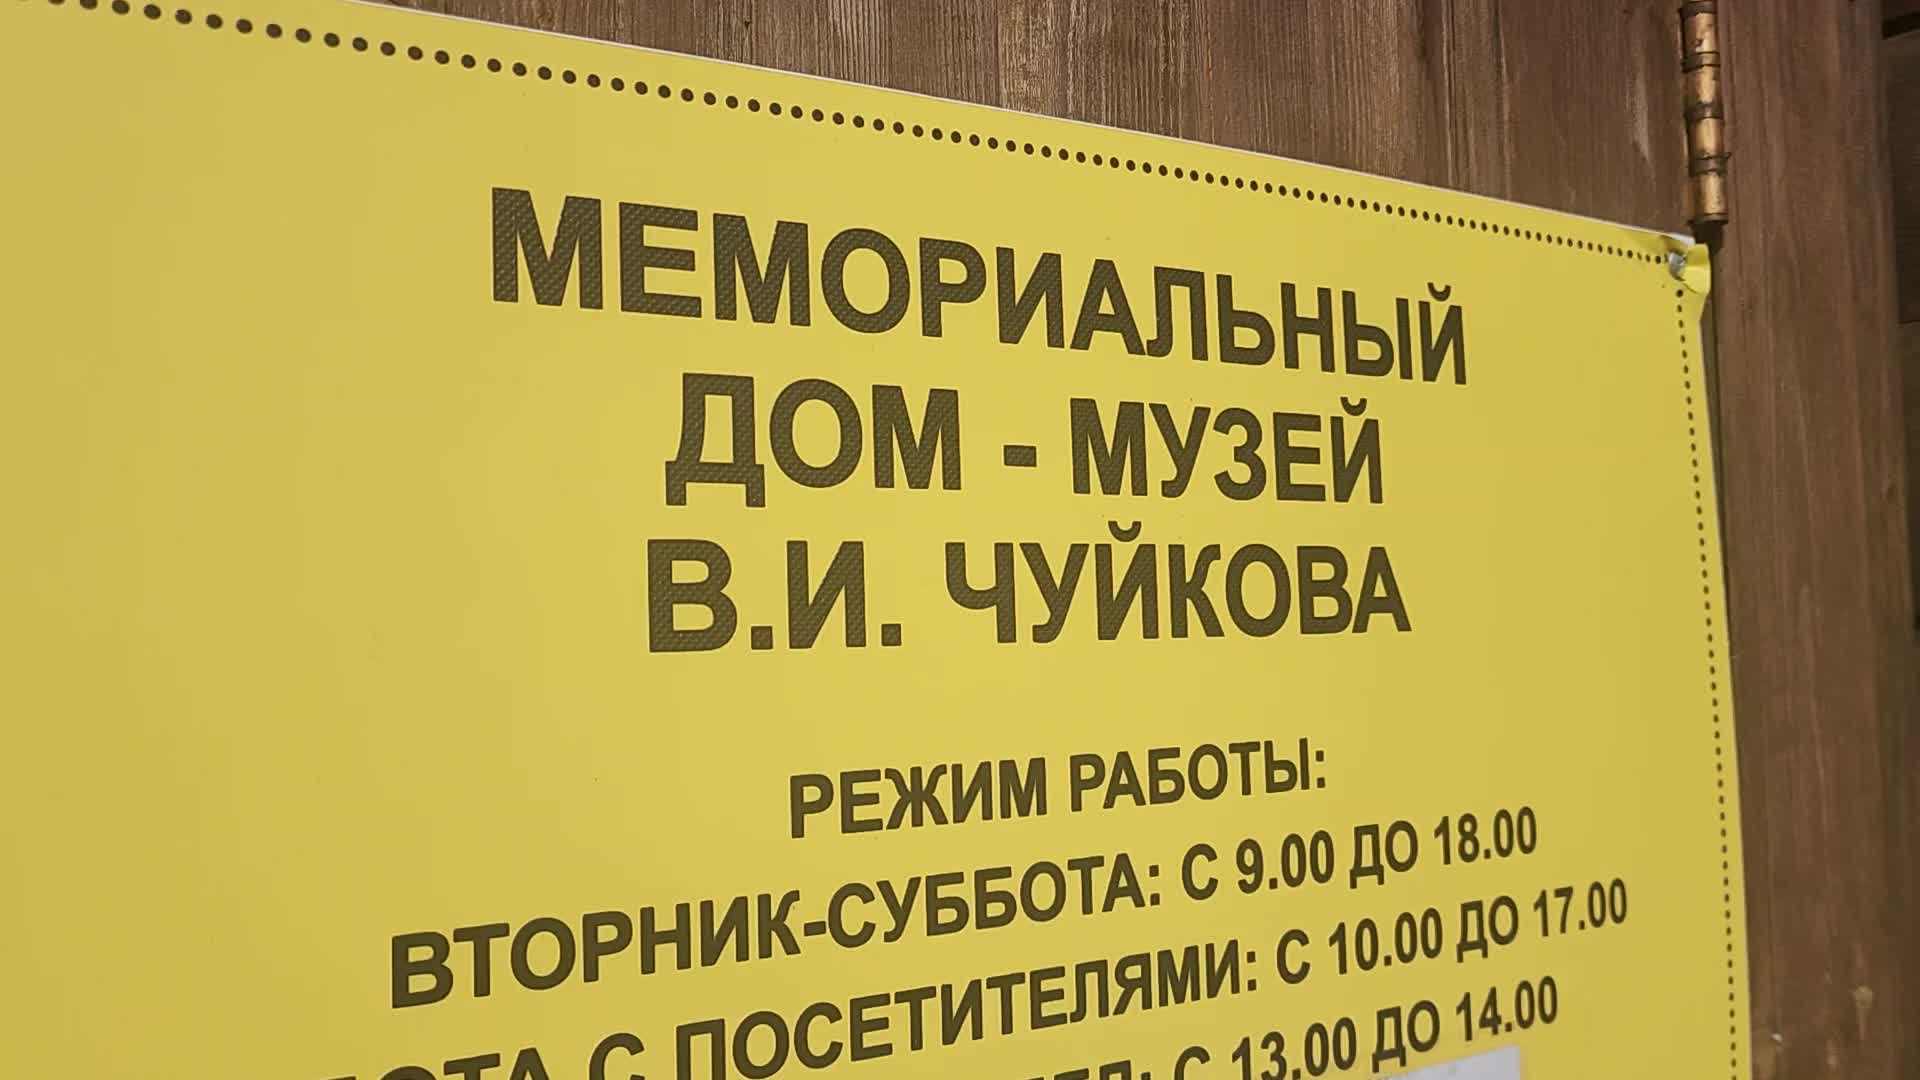 МЕМОРИАЛЬНЫЙ
ДОМ - МУЗЕЙ
В.И. ЧУЙКОВА
РЕЖИМ РАБОТЫ:
ВТОРНИК-СУББОТА: С 9.00 ДО 18.00
С ПОСЕТИТЕЛЯМИ: С 10.00 ДО 17.00
С 13.00 ДО 14.00